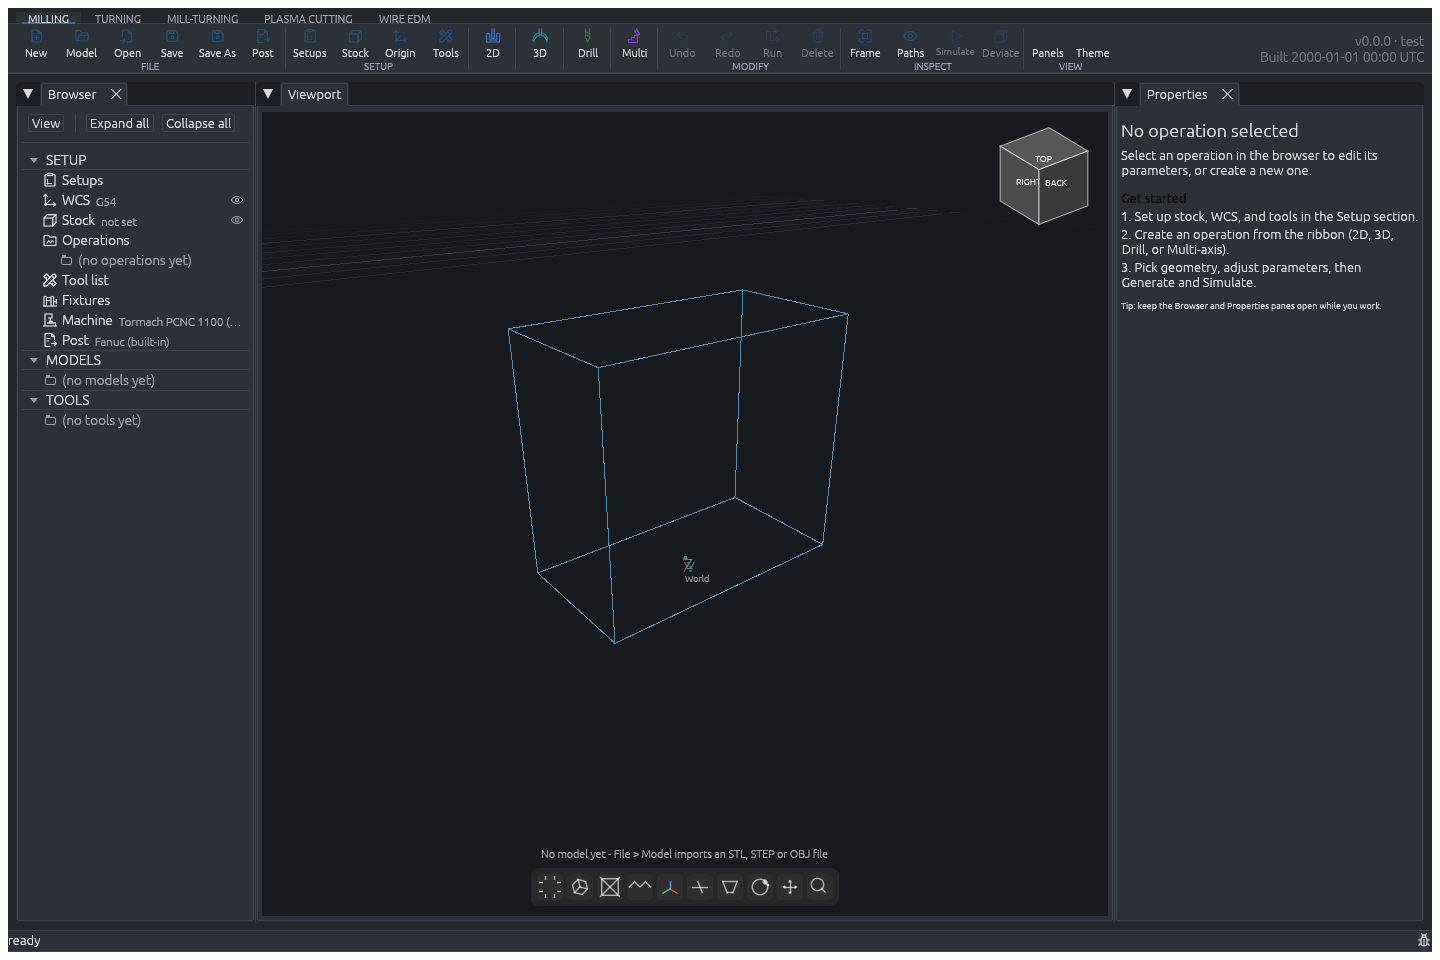 MILLING TURNING MILL-TURNING PLASMA CUTTING WIRE EDM
New Model Open Save Save As Post Setups Stock Origin Tools 2D 3D Drill Multi Undo Redo Run Delete Frame Paths Simulate Deviate Panels Theme
FILE SETUP MODIFY INSPECT VIEW
v0.0.0 · test
Built 2000-01-01 00:00 UTC
Browser
View Expand all Collapse all
SETUP
Setups
WCS G54
Stock not set
Operations
(no operations yet)
Tool list
Fixtures
Machine Tormach PCNC 1100 (...
Post Fanuc (built-in)
MODELS
(no models yet)
TOOLS
(no tools yet)
Viewport
TOP
RIGHT BACK
World
No model yet - File > Model imports an STL, STEP or OBJ file
Properties
No operation selected
Select an operation in the browser to edit its
parameters, or create a new one.
Get started
1. Set up stock, WCS, and tools in the Setup section.
2. Create an operation from the ribbon (2D, 3D,
Drill, or Multi-axis).
3. Pick geometry, adjust parameters, then
Generate and Simulate.
Tip: keep the Browser and Properties panes open while you work.
ready